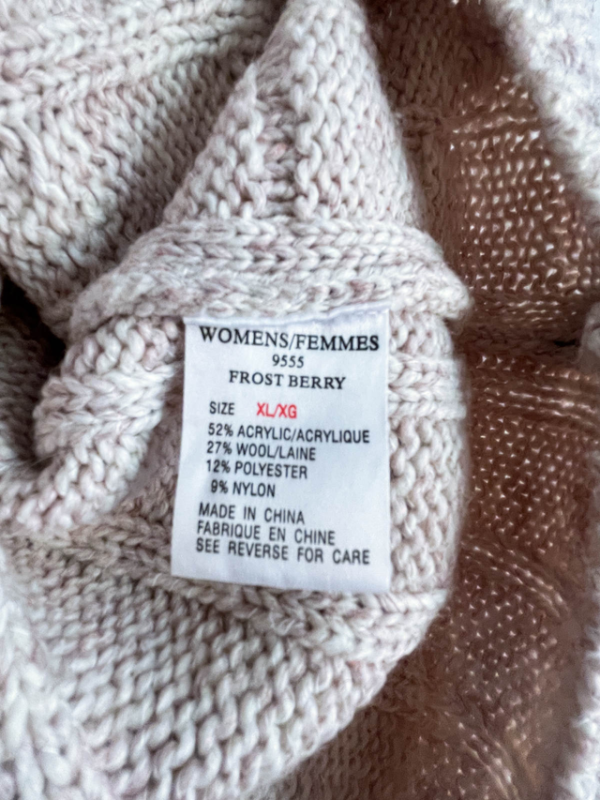 WOMENS/FEMMES
9555
FROST BERRY
SIZE XL/XG
52% ACRYLIC/ACRYLIQUE
27% WOOL/LAINE
12% POLYESTER
9% NYLON
MADE IN CHINA
FABRIQUE EN CHINE
SEE REVERSE FOR CARE